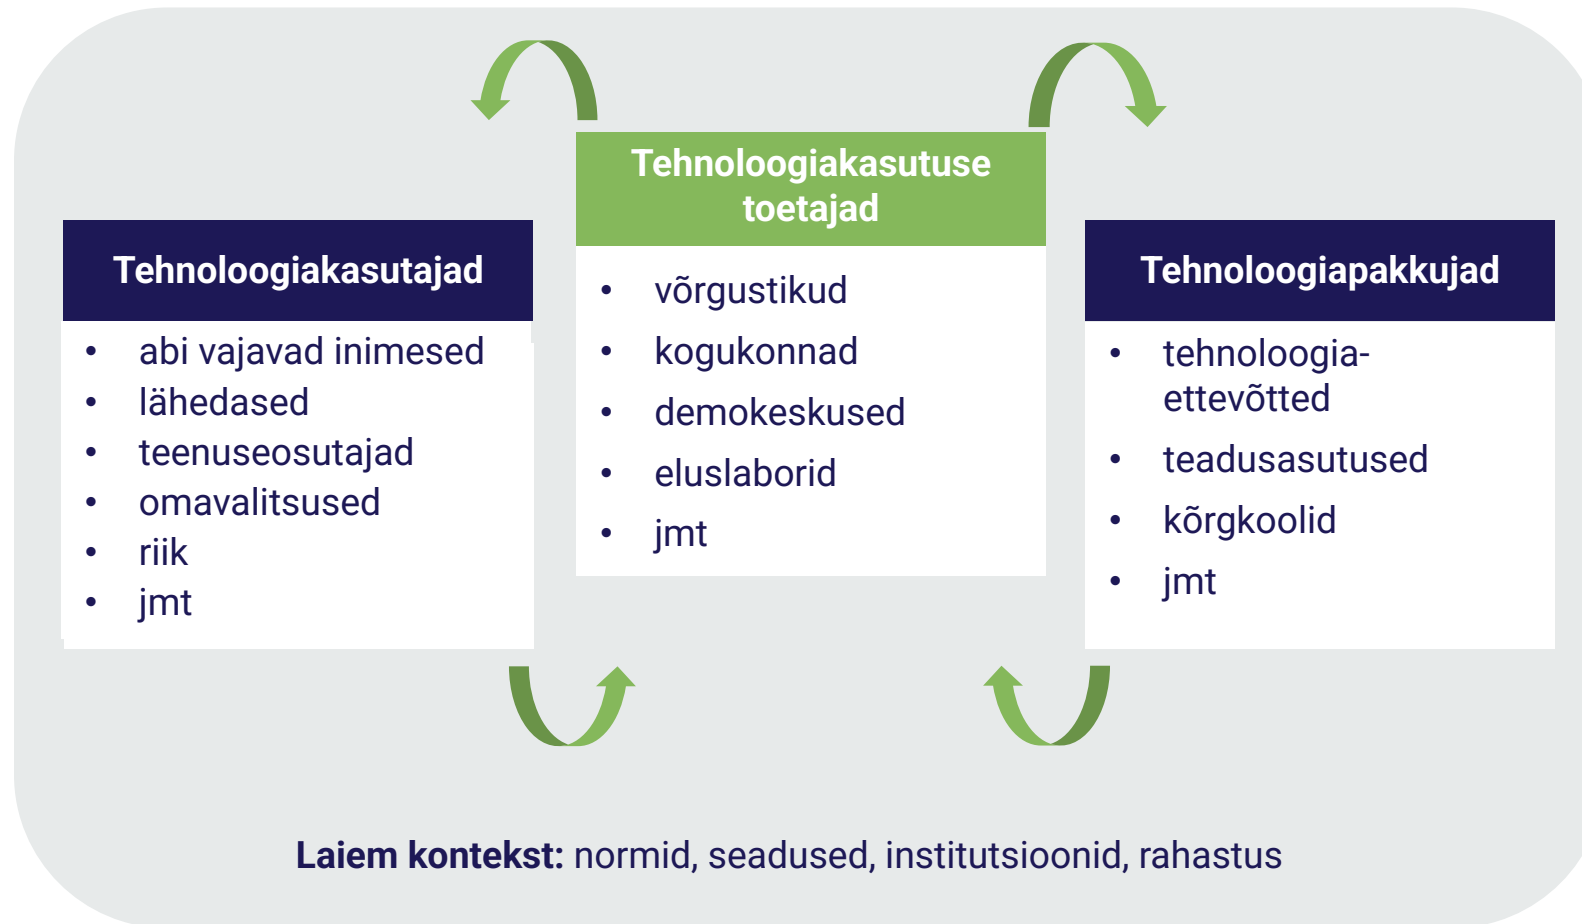 Tehnoloogiakasutajad
• abi vajavad inimesed
• lähedased
• teenuseosutajad
• omavalitsused
• riik
• jmt
Tehnoloogiakasutuse
toetajad
• võrgustikud
• kogukonnad
• demokeskused
• eluslaborid
• jmt
Tehnoloogiapakkujad
• tehnoloogia-
ettevõtted
• teadusasutused
• kõrgkoolid
• jmt
Laiem kontekst: normid, seadused, institutsioonid, rahastus